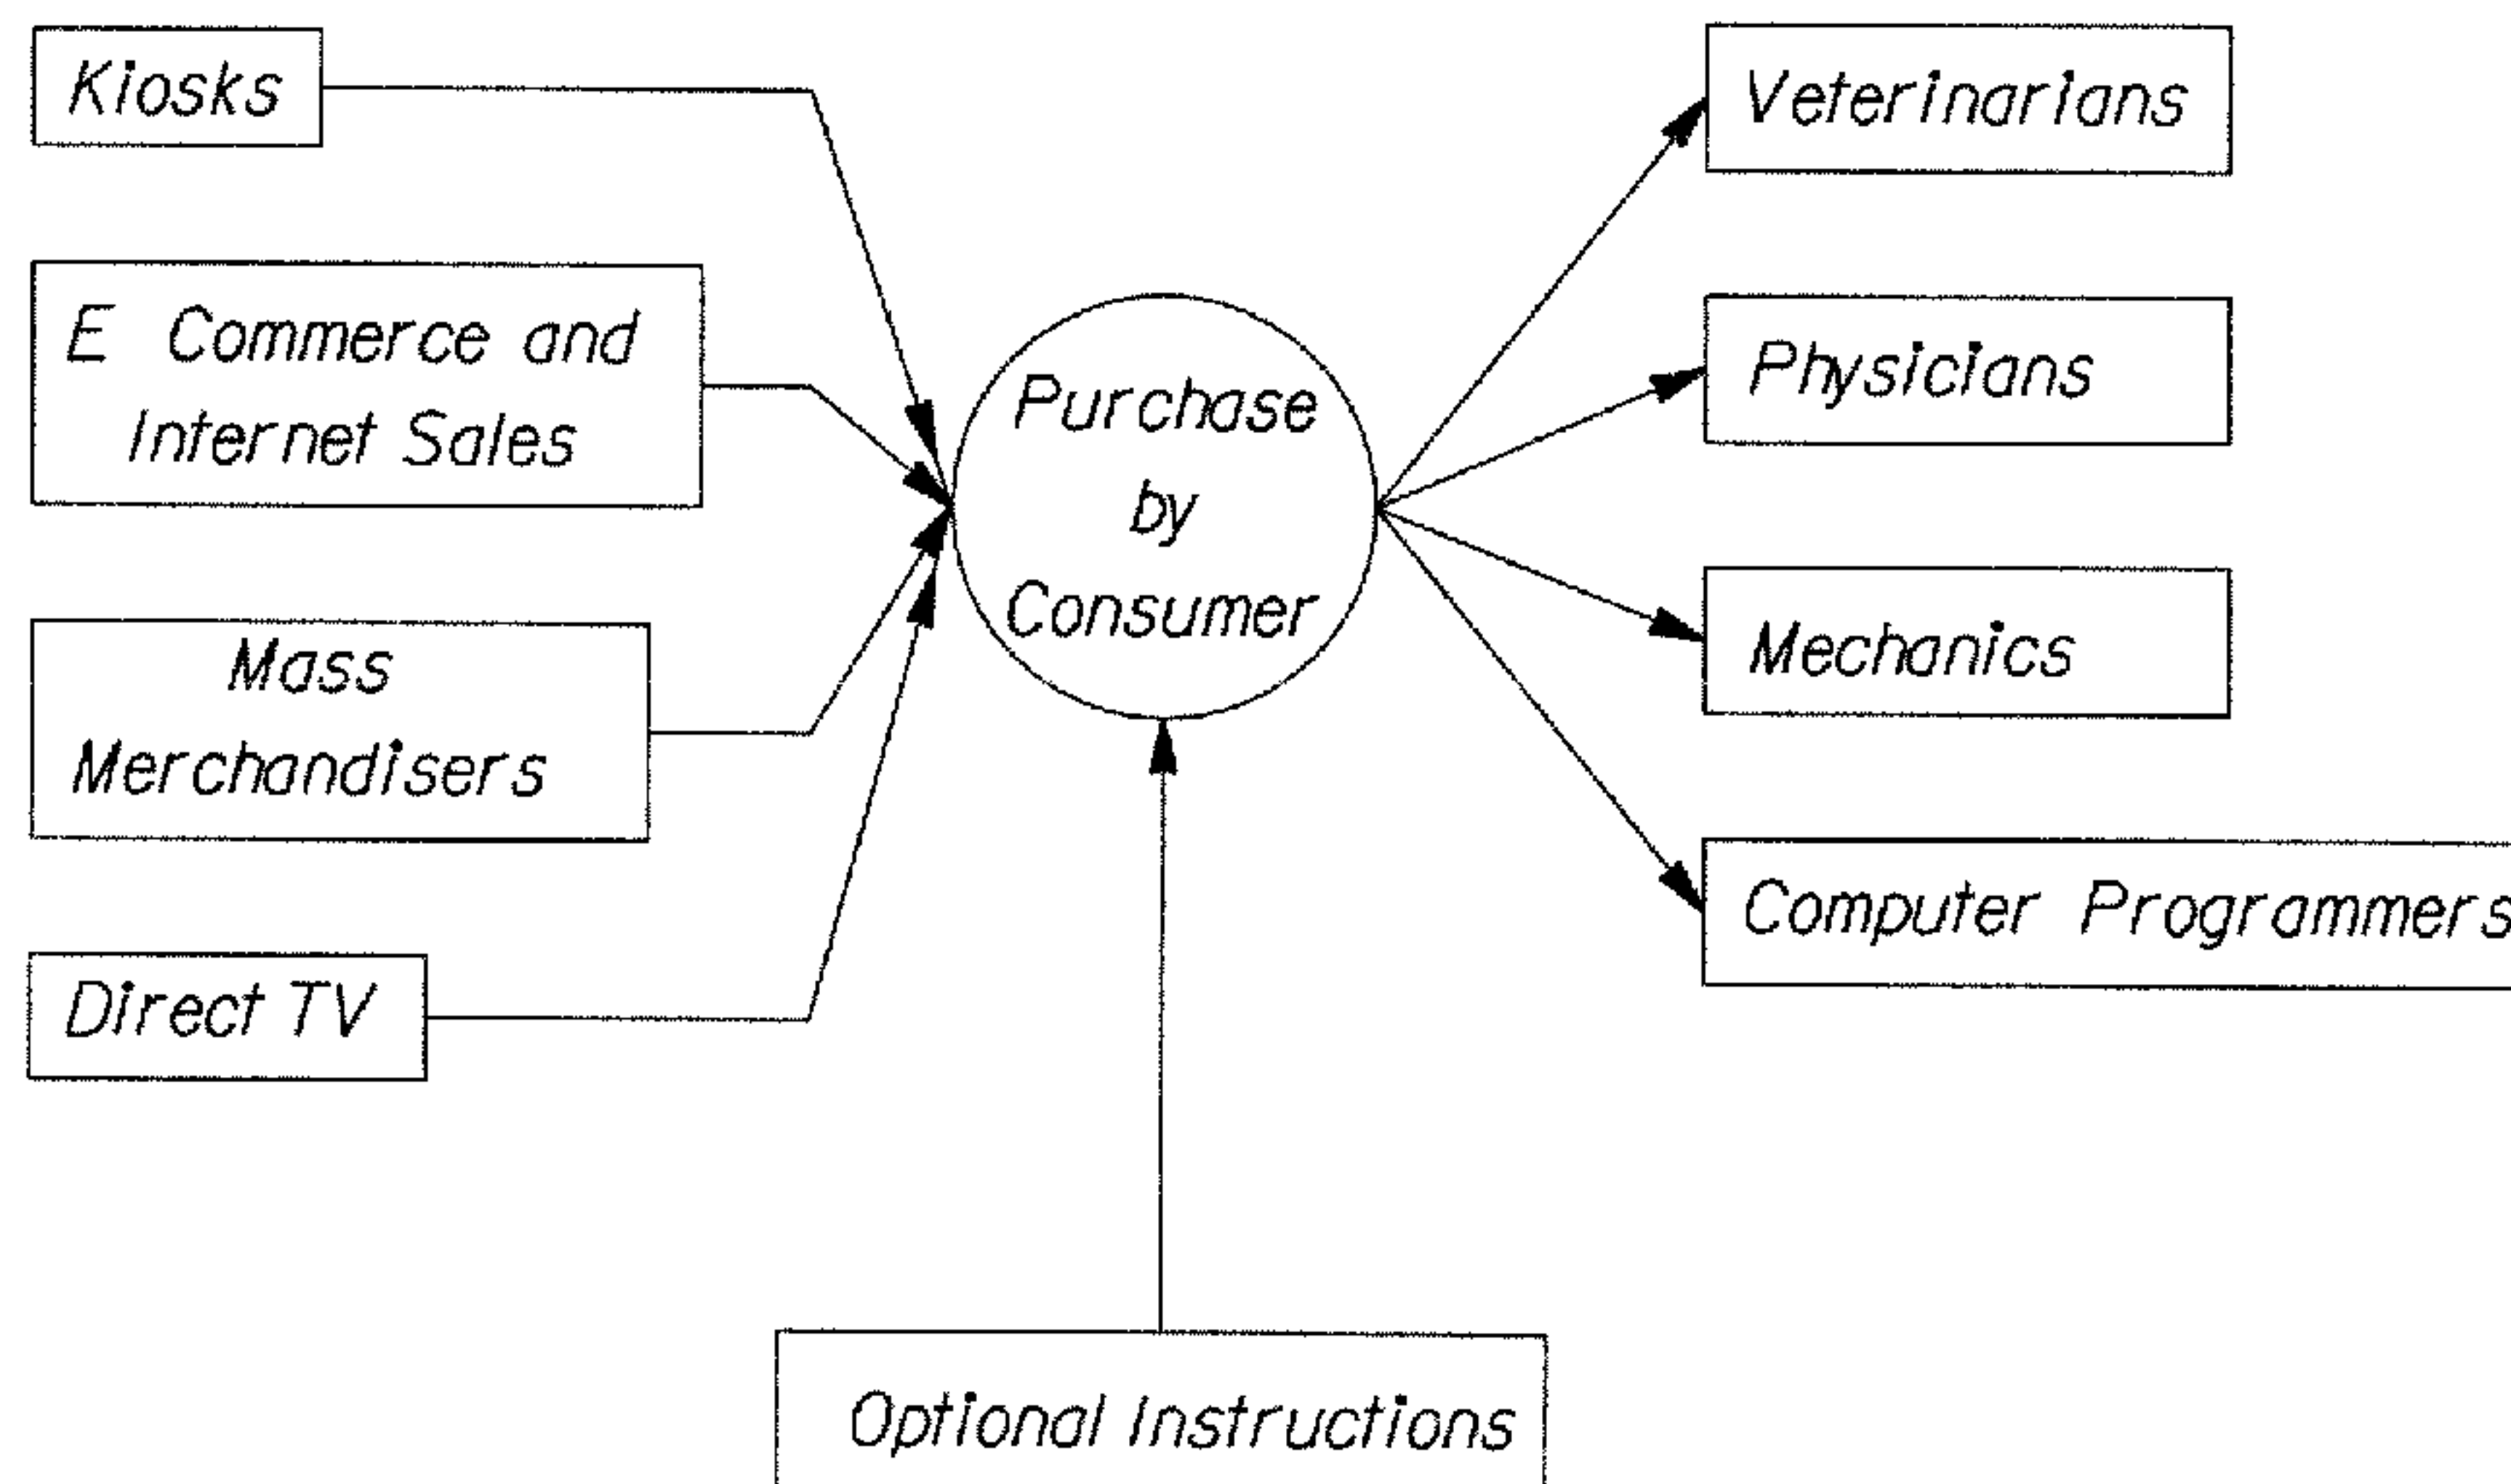 Kiosks
E Commerce and
Internet Sales
Mass
Merchandisers
Direct TV
Purchase
by
Consumer
Veterinarians
Physicians
Mechanics
Computer Programmers
Optional Instructions